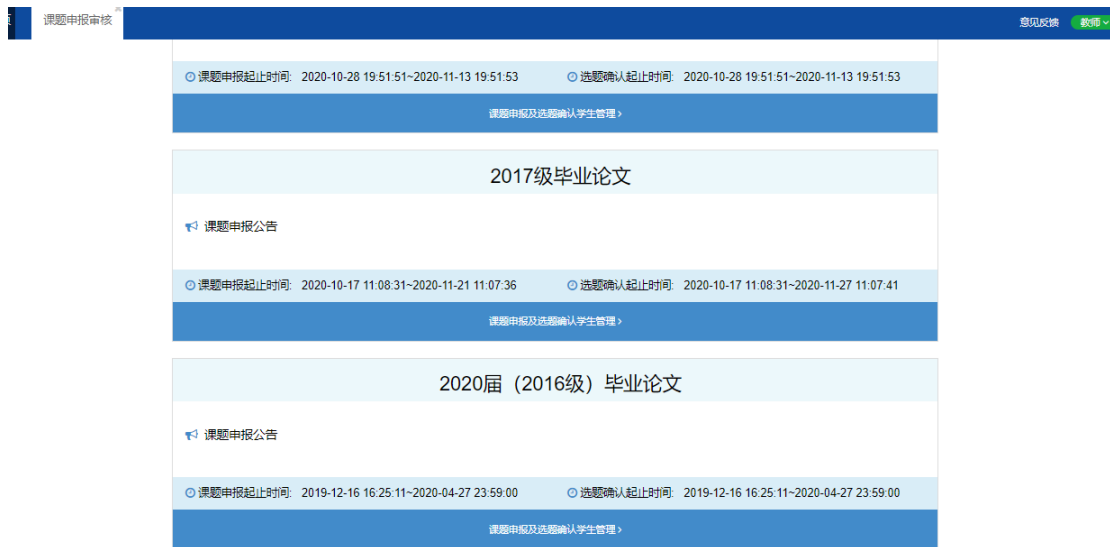 课题申报审核
意见反馈 教师
课题申报起止时间: 2020-10-28 19:51:51~2020-11-13 19:51:53 选题确认起止时间: 2020-10-28 19:51:51~2020-11-13 19:51:53
课题申报及选题确认学生管理 >
2017级毕业论文
课题申报公告
课题申报起止时间: 2020-10-17 11:08:31~2020-11-21 11:07:36 选题确认起止时间: 2020-10-17 11:08:31~2020-11-27 11:07:41
课题申报及选题确认学生管理 >
2020届（2016级）毕业论文
课题申报公告
课题申报起止时间: 2019-12-16 16:25:11~2020-04-27 23:59:00 选题确认起止时间: 2019-12-16 16:25:11~2020-04-27 23:59:00
课题申报及选题确认学生管理 >